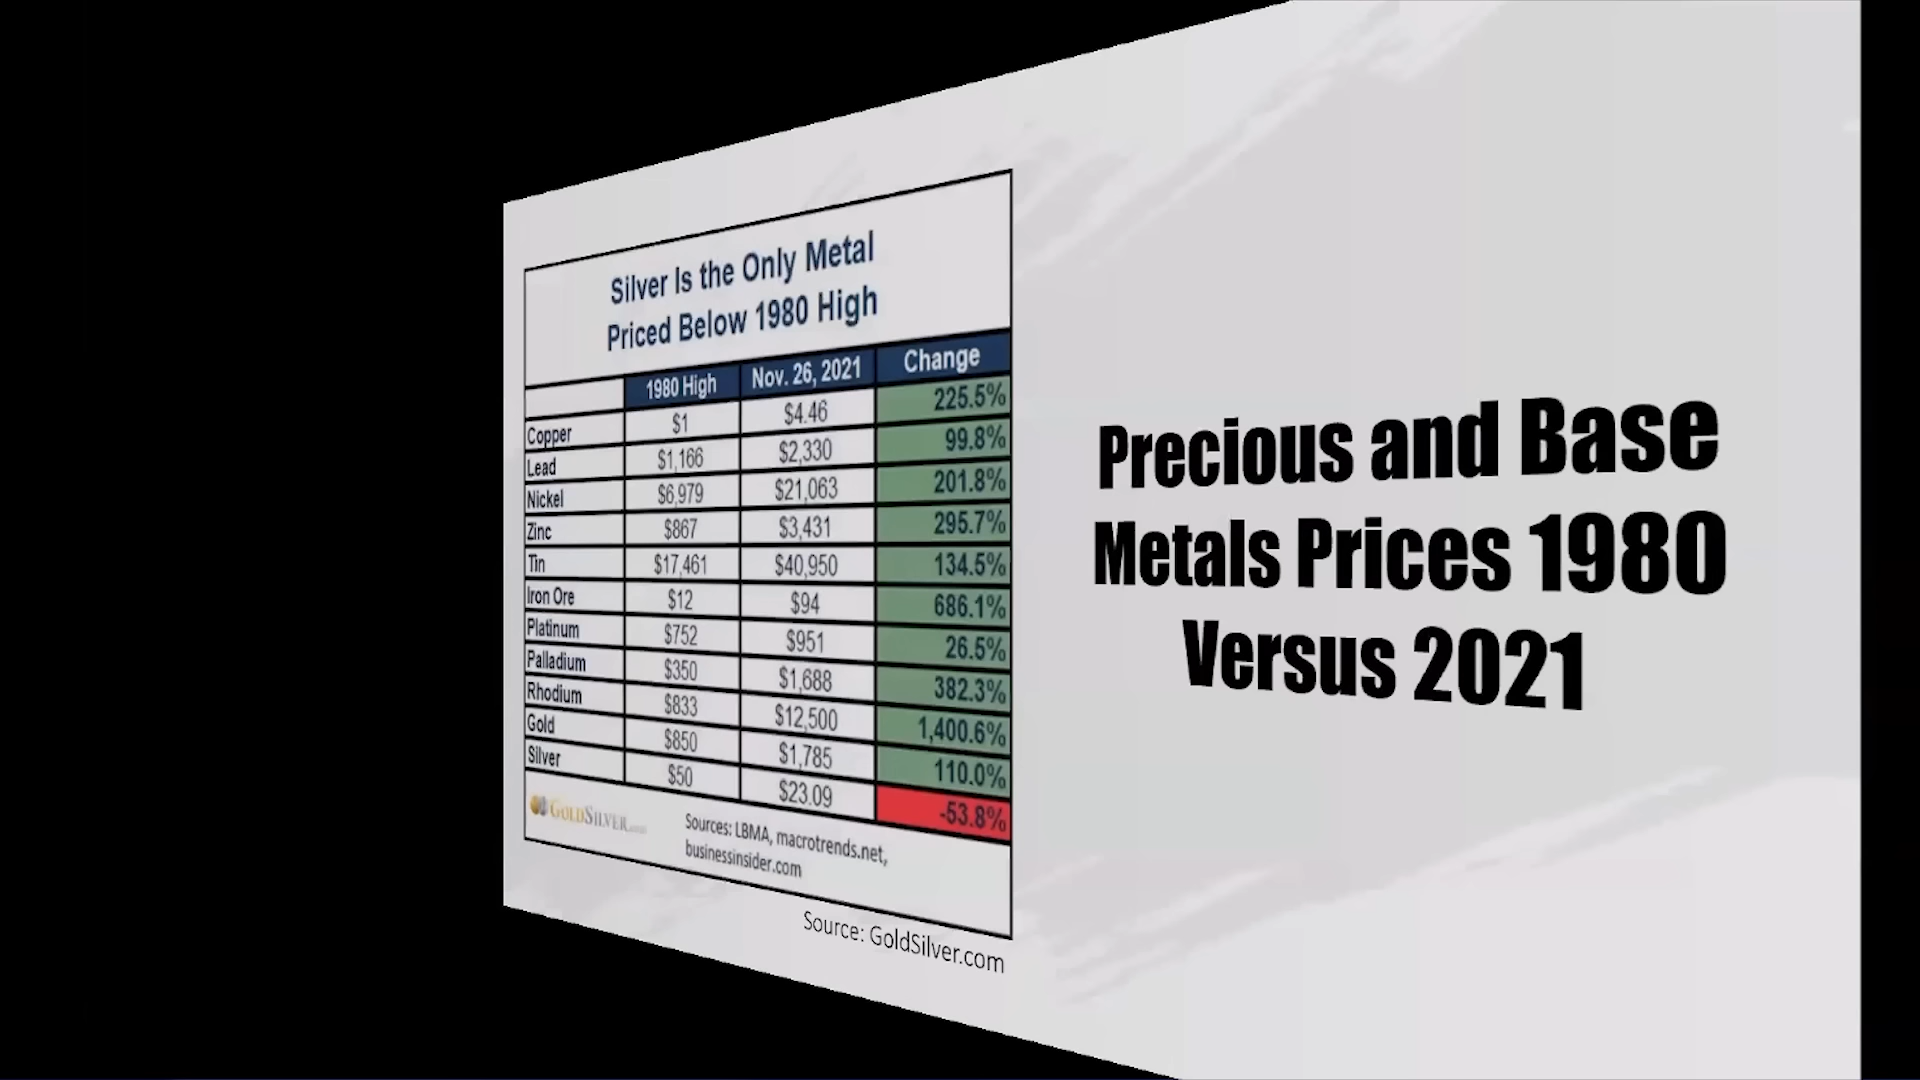 Silver Is the Only Metal
Priced Below 1980 High
1980 High Nov. 26, 2021 Change
Copper $1 $4.46 225.5%
Lead $1,166 $2,330 99.8%
Nickel $6,979 $21,063 201.8%
Zinc $867 $3,431 295.7%
Tin $17,461 $40,950 134.5%
Iron Ore $12 $94 686.1%
Platinum $752 $951 26.5%
Palladium $350 $1,688 382.3%
Rhodium $833 $12,500 1,400.6%
Gold $850 $1,785 110.0%
Silver $50 $23.09 -53.8%
GOLDSILVER
Sources: LBMA, macrotrends.net,
businessinsider.com
Source: GoldSilver.com
Precious and Base
Metals Prices 1980
Versus 2021